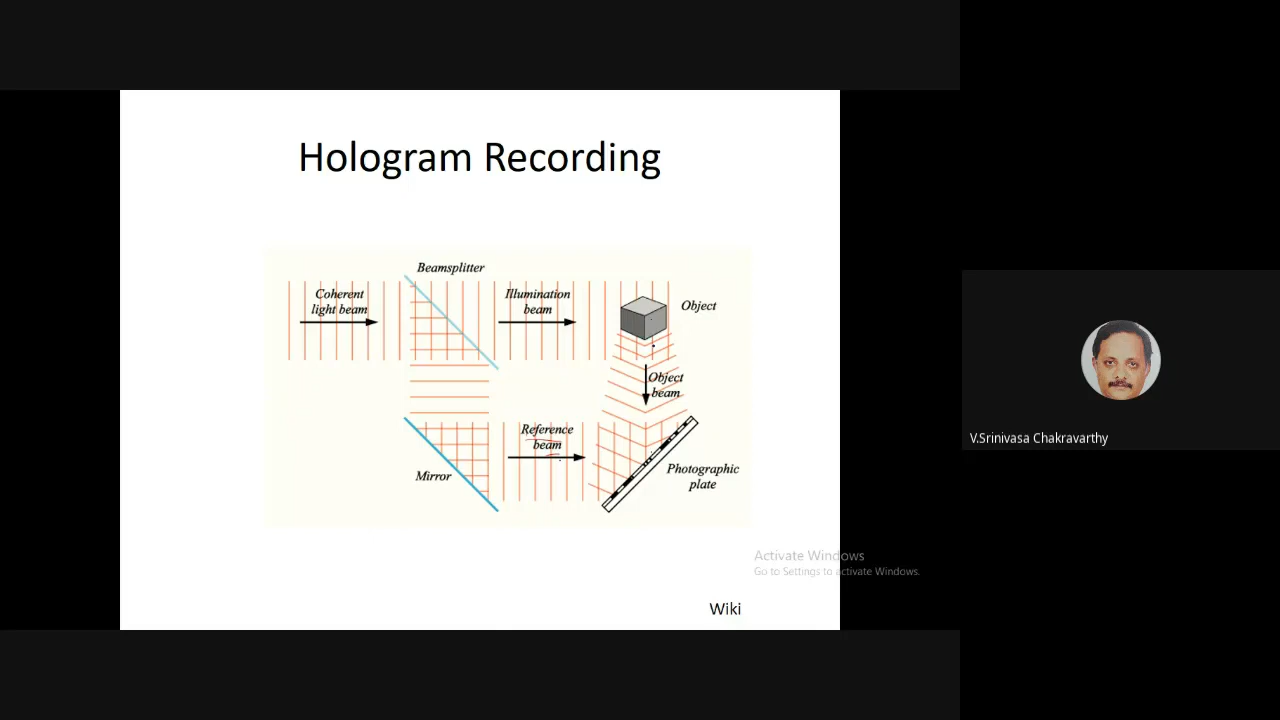 Hologram Recording
Beamsplitter
Coherent
light beam
Illumination
beam
Object
Object
beam
Reference
beam
Mirror
Photographic
plate
Activate Windows
Go to Settings to activate Windows.
Wiki
V.Srinivasa Chakravarthy